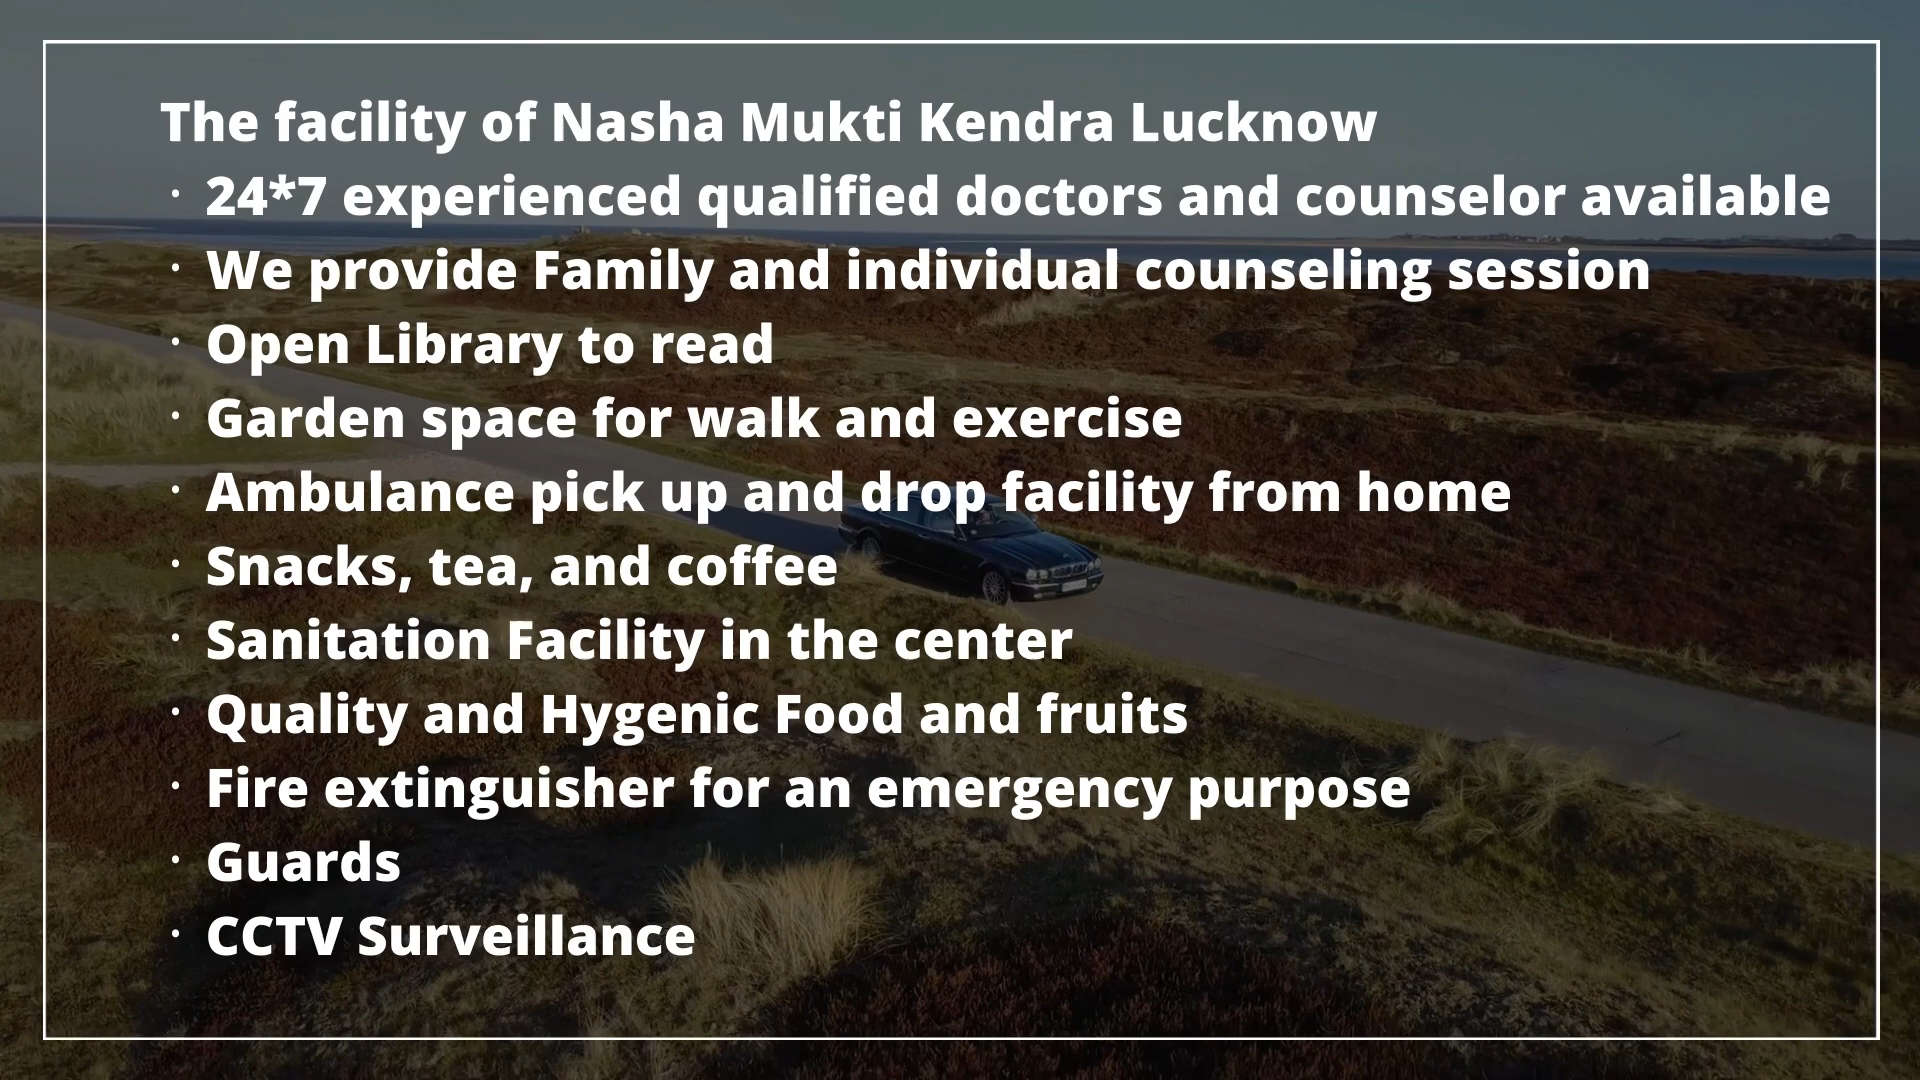 The facility of Nasha Mukti Kendra Lucknow
· 24*7 experienced qualified doctors and counselor available
· We provide Family and individual counseling session
· Open Library to read
· Garden space for walk and exercise
· Ambulance pick up and drop facility from home
· Snacks, tea, and coffee
· Sanitation Facility in the center
· Quality and Hygenic Food and fruits
· Fire extinguisher for an emergency purpose
· Guards
· CCTV Surveillance